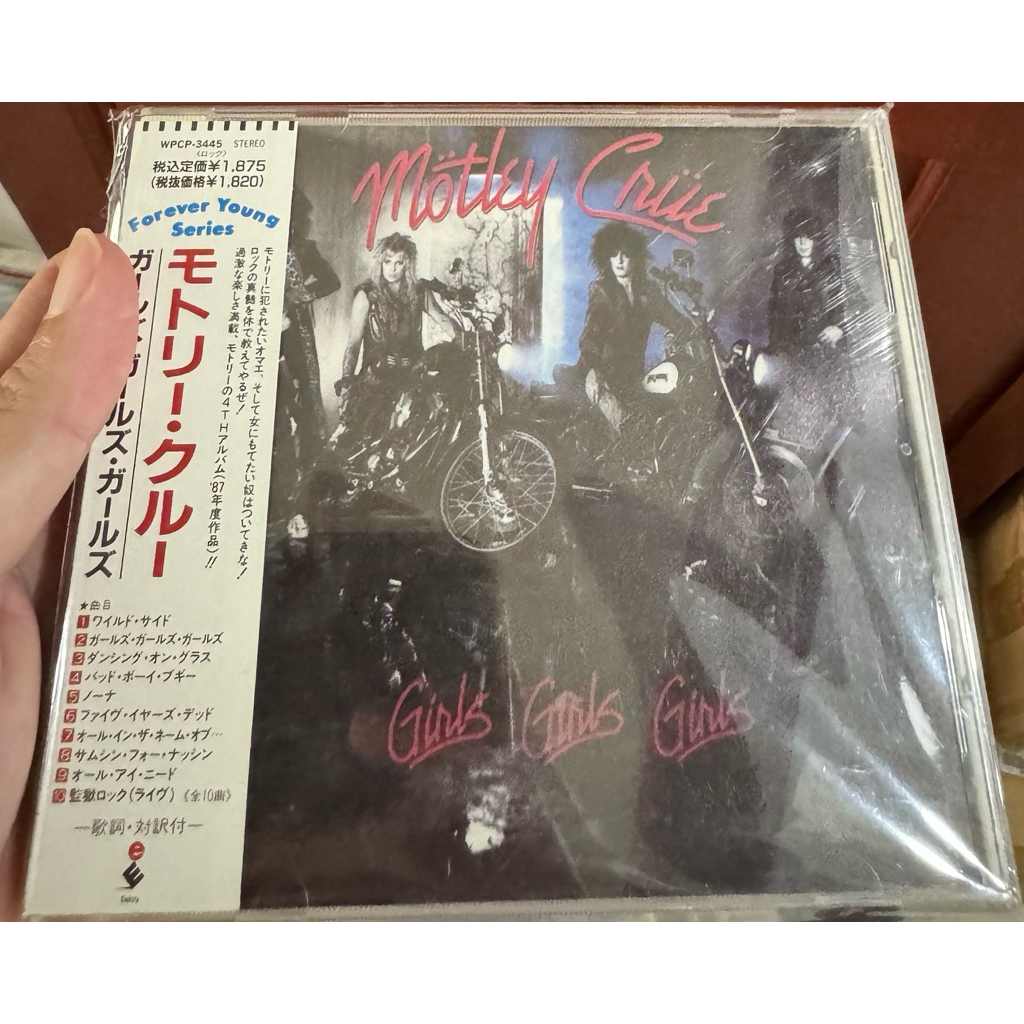 WPCP-3445 STEREO
〈ロック〉
税込定価¥1,875
(税抜価格¥1,820)
Forever Young
Series
モトリー・クルー
ガールズ・ガールズ・ガールズ
モトリーに犯されたいオマエ、そして女にもてたい奴はついてきな!
ロックの真髄を休で教えてやるぜ!
過激な楽しさ満載、モトリーの4THアルバム('87年度作品)!!
★曲目
1 ワイルド・サイド
2 ガールズ・ガールズ・ガールズ
3 ダンシング・オン・グラス
4 バッド・ボーイ・ブギー
5 ノーナ
6 ファイヴ・イヤーズ・デッド
7 オール・イン・ザ・ネーム・オブ…
8 サムシン・フォー・ナッシン
9 オール・アイ・ニード
10 監獄ロック(ライヴ) 《全10曲》
—歌詞・対訳付—
Mötley Crüe
Girls Girls Girls